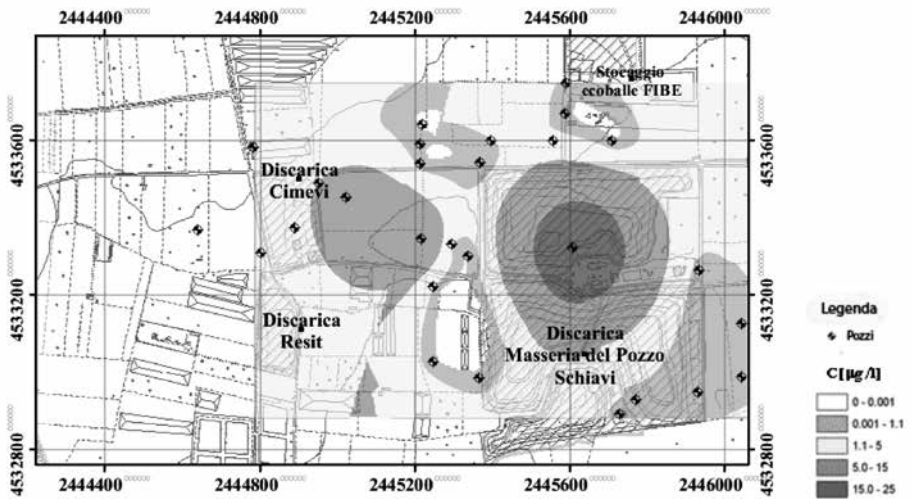 2444400 2444800 2445200 2445600 2446000
Stocaggio
ecoballe FIBE
4533600 4533600
Discarica
Cimevi
4533200 4533200
Discarica
Resit
Discarica
Masseria del Pozzo
Schiavi
4532800 4532800
2444400 2444800 2445200 2445600 2446000
Legenda
Pozzi
C[µg/l]
0 - 0.001
0.001 - 1.1
1.1 - 5
5.0 - 15
15.0 - 25